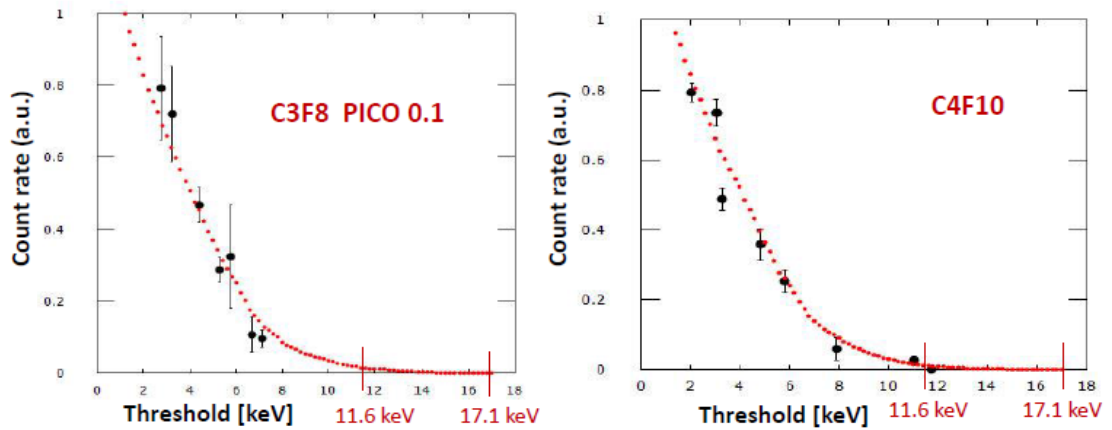 1
0.8
0.6
0.4
0.2
0
Count rate (a.u.)
C3F8 PICO 0.1
0 2 4 6 8 10 12 14 16 18
Threshold [keV]
11.6 keV
17.1 keV
1
0.8
0.6
0.4
0.2
0
Count rate (a.u.)
C4F10
0 2 4 6 8 10 12 14 16 18
Threshold [keV]
11.6 keV
17.1 keV